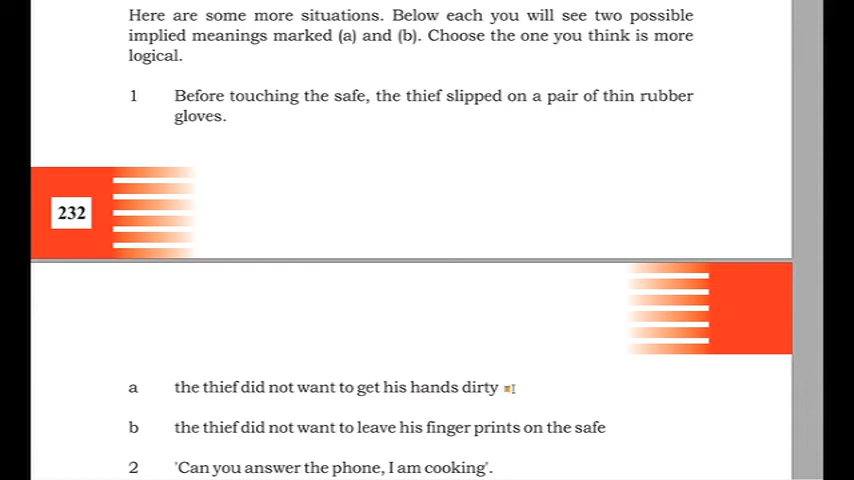 Here are some more situations. Below each you will see two possible
implied meanings marked (a) and (b). Choose the one you think is more
logical.
1 Before touching the safe, the thief slipped on a pair of thin rubber
gloves.
232
a the thief did not want to get his hands dirty
b the thief did not want to leave his finger prints on the safe
2 'Can you answer the phone, I am cooking'.